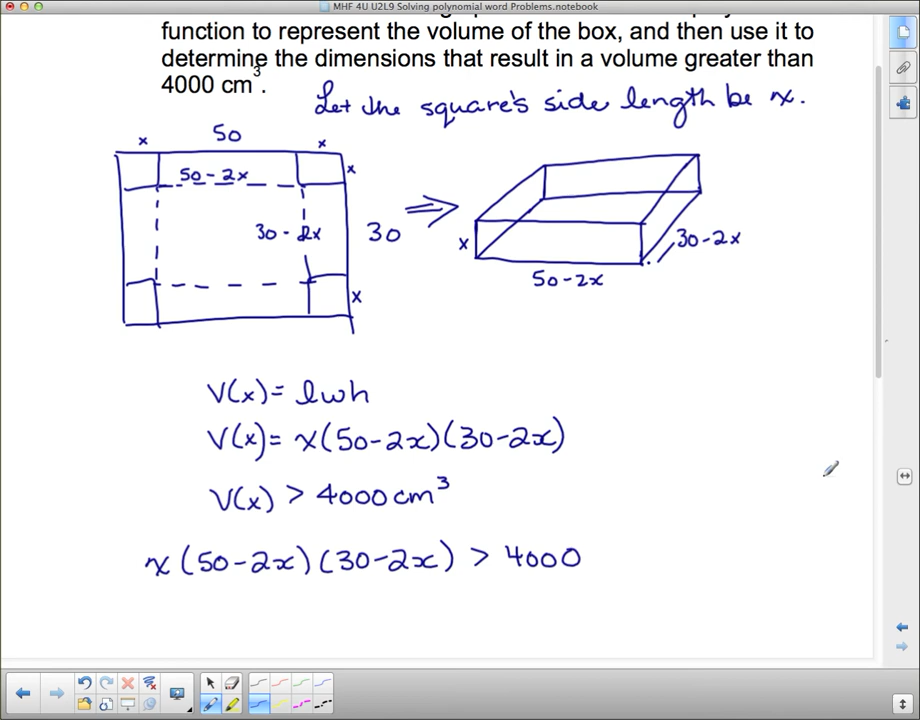 MHF 4U U2L9 Solving polynomial word Problems.notebook
function to represent the volume of the box, and then use it to
determine the dimensions that result in a volume greater than
4000 cm³.
Let the square's side length be x.
x 50 x
50-2x x
30-2x 30
x
x 30-2x
50-2x
V(x)= lwh
V(x)= x(50-2x)(30-2x)
V(x) > 4000 cm³
x(50-2x)(30-2x) > 4000